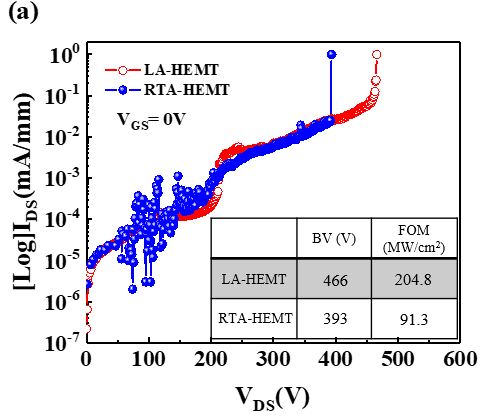 (a)
[Log]I_DS(mA/mm)
10^0
10^-1
10^-2
10^-3
10^-4
10^-5
10^-6
10^-7
LA-HEMT
RTA-HEMT
V_GS= 0V
BV (V) FOM (MW/cm²)
LA-HEMT 466 204.8
RTA-HEMT 393 91.3
0 100 200 300 400 500 600
V_DS(V)